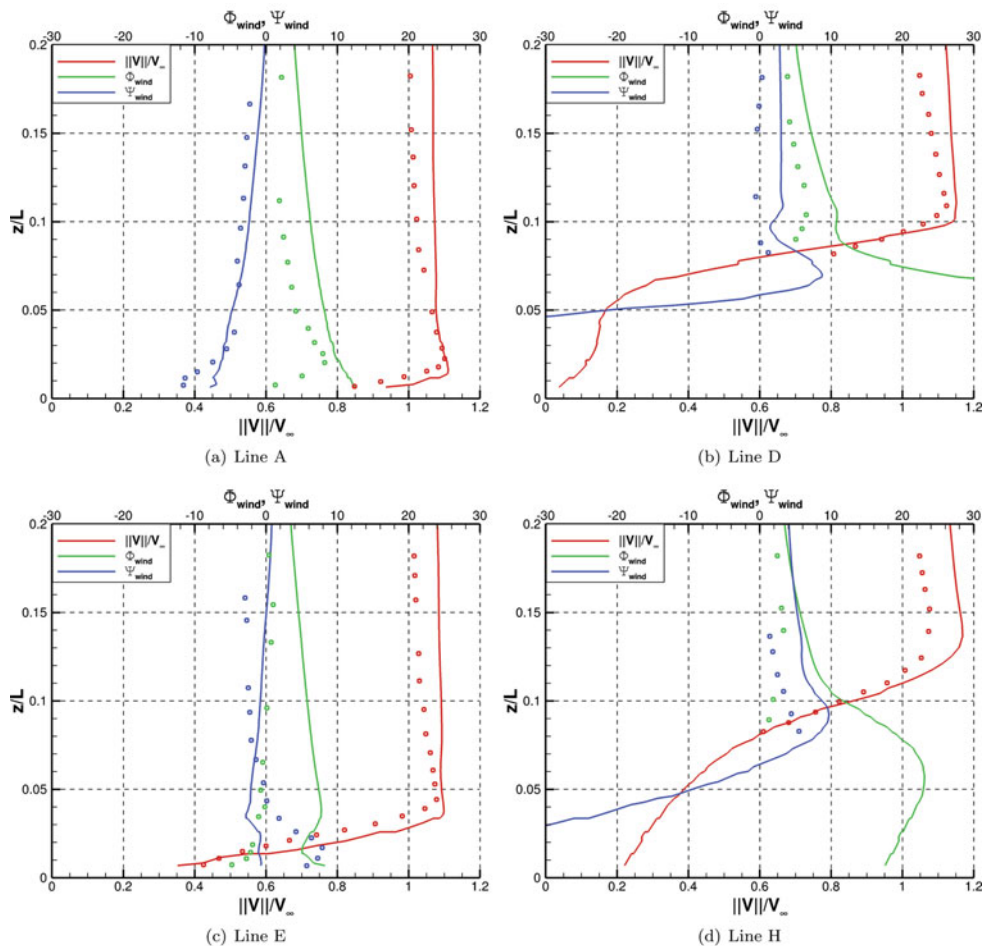 Φwind, Ψwind
-30 -20 -10 0 10 20 30
0.2
0.15
0.1
0.05
0
z/L
||V||/V∞
Φwind
Ψwind
0 0.2 0.4 0.6 0.8 1 1.2
||V||/V∞
(a) Line A
Φwind, Ψwind
-30 -20 -10 0 10 20 30
0.2
0.15
0.1
0.05
0
z/L
||V||/V∞
Φwind
Ψwind
0 0.2 0.4 0.6 0.8 1 1.2
||V||/V∞
(b) Line D
Φwind, Ψwind
-30 -20 -10 0 10 20 30
0.2
0.15
0.1
0.05
0
z/L
||V||/V∞
Φwind
Ψwind
0 0.2 0.4 0.6 0.8 1 1.2
||V||/V∞
(c) Line E
Φwind, Ψwind
-30 -20 -10 0 10 20 30
0.2
0.15
0.1
0.05
0
z/L
||V||/V∞
Φwind
Ψwind
0 0.2 0.4 0.6 0.8 1 1.2
||V||/V∞
(d) Line H